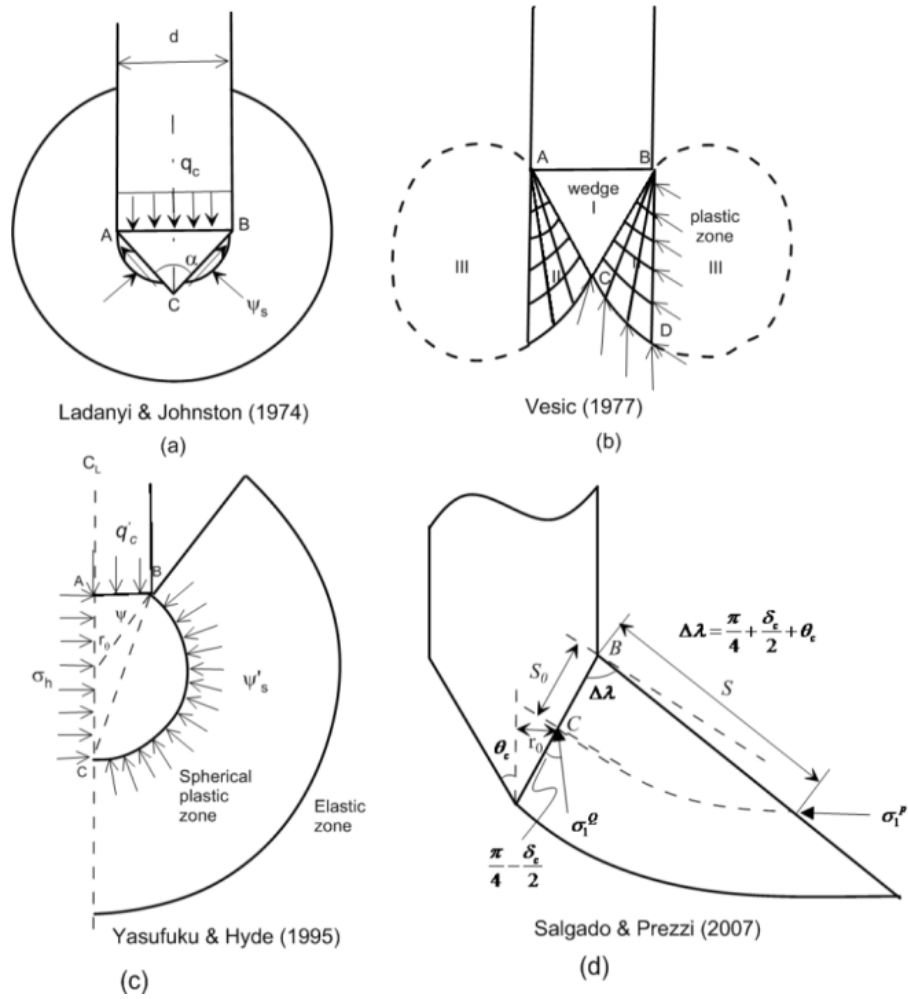 d
q_c
A
B
α
C
ψ_s
Ladanyi & Johnston (1974)
(a)
A
B
wedge
I
plastic
zone
III
III
II
C
II
D
Vesic (1977)
(b)
C_L
q'_c
A
B
ψ
r_θ
σ_h
ψ'_s
C
Spherical
plastic
zone
Elastic
zone
Yasufuku & Hyde (1995)
(c)
Δλ = π/4 + δ_c/2 + θ_c
B
S_0
Δλ
S
C
r_0
θ_c
σ_1^Q
σ_1^P
π/4 − δ_c/2
Salgado & Prezzi (2007)
(d)